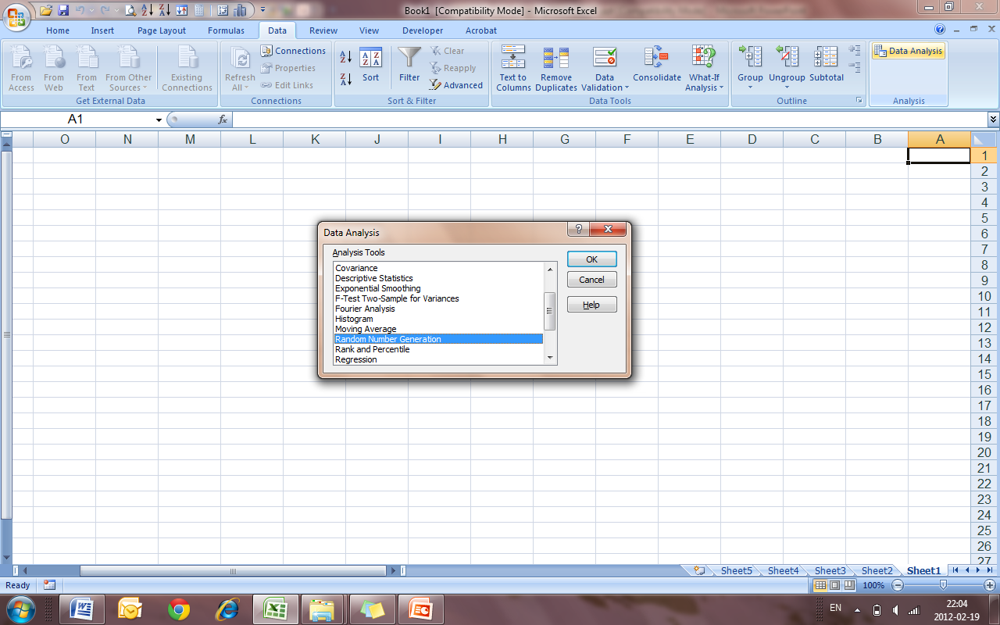 Book1 [Compatibility Mode] - Microsoft Excel
Home Insert Page Layout Formulas Data Review View Developer Acrobat
From Access
From Web
From Text
From Other Sources
Existing Connections
Get External Data
Refresh All
Connections
Properties
Edit Links
Connections
Sort
Filter
Clear
Reapply
Advanced
Sort & Filter
Text to Columns
Remove Duplicates
Data Validation
Consolidate
What-If Analysis
Data Tools
Group
Ungroup
Subtotal
Outline
Data Analysis
Analysis
A1
fx
O N M L K J I H G F E D C B A
1
2
3
4
5
6
7
8
9
10
11
12
13
14
15
16
17
18
19
20
21
22
23
24
25
26
27
Data Analysis
?
Analysis Tools
Covariance
Descriptive Statistics
Exponential Smoothing
F-Test Two-Sample for Variances
Fourier Analysis
Histogram
Moving Average
Random Number Generation
Rank and Percentile
Regression
OK
Cancel
Help
Sheet5 Sheet4 Sheet3 Sheet2 Sheet1
Ready
100%
EN
22:04
2012-02-19